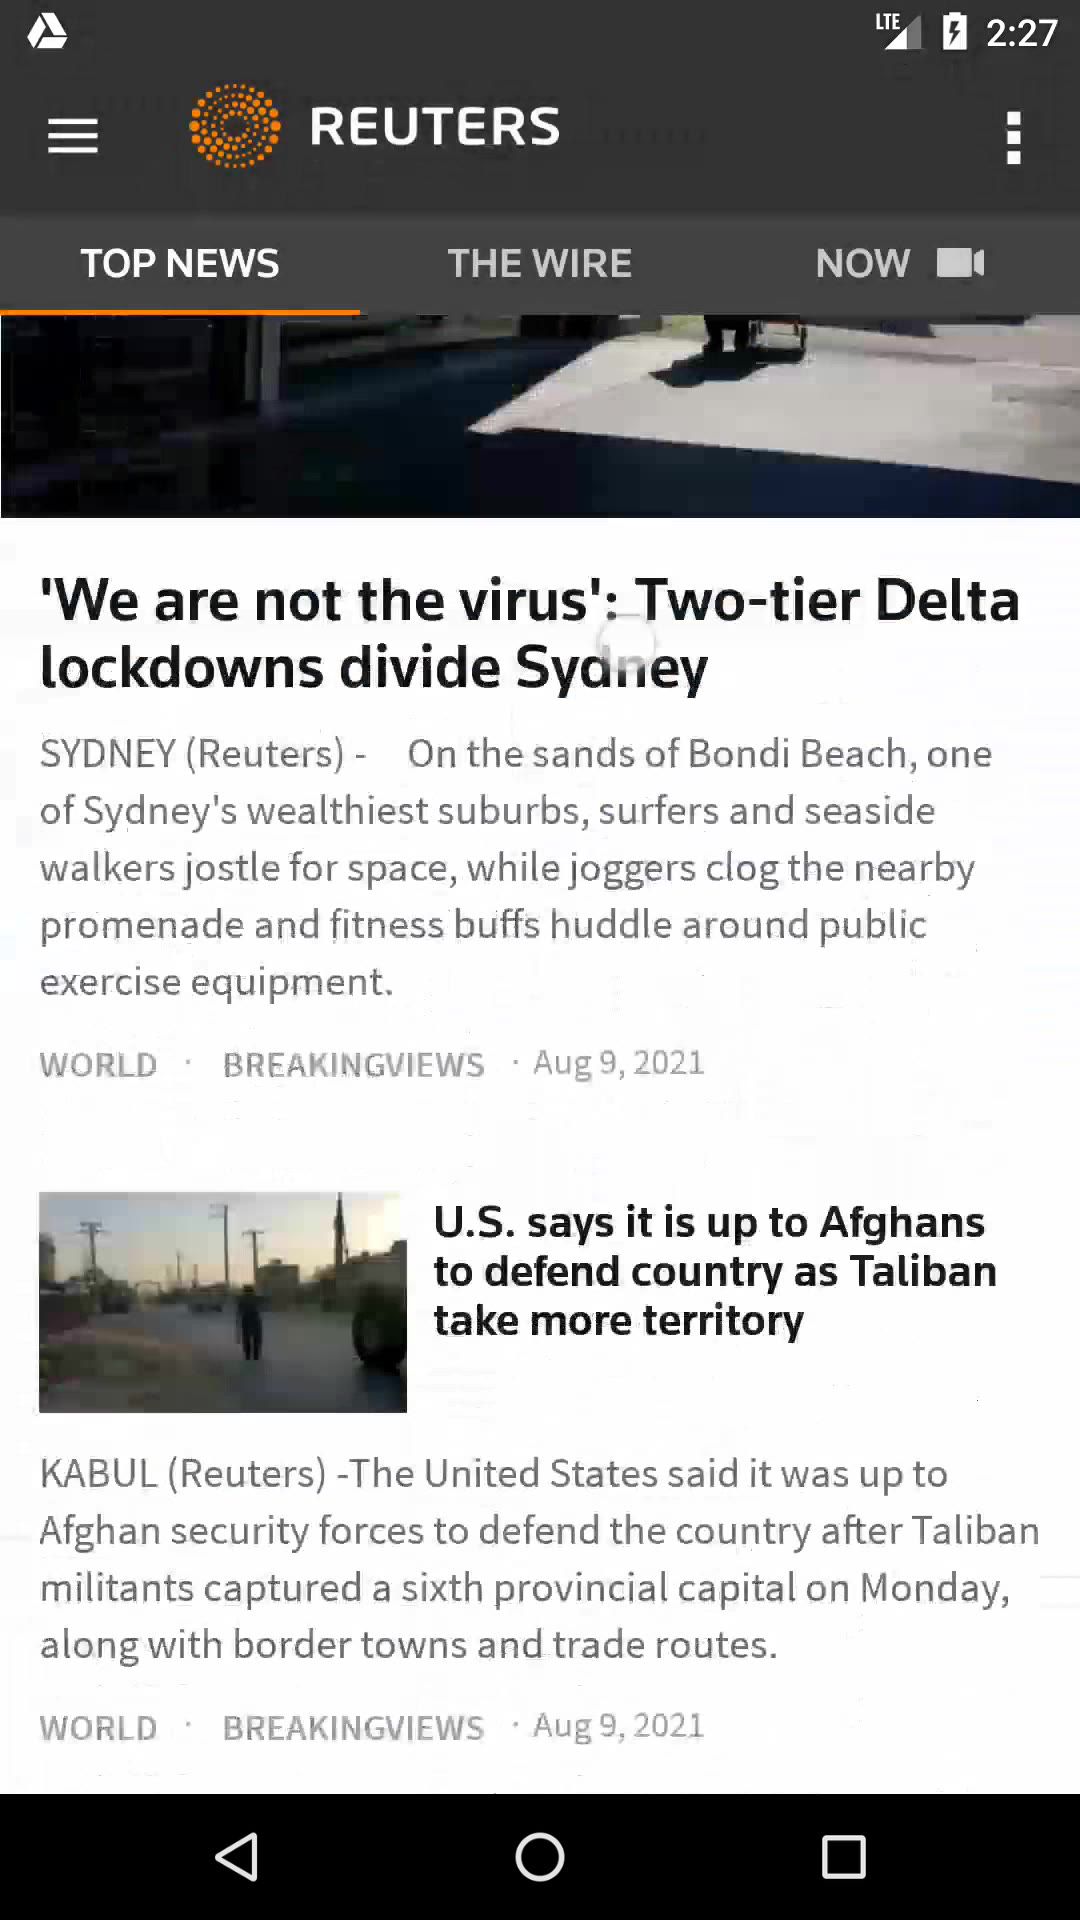 LTE 2:27
REUTERS
TOP NEWS THE WIRE NOW
'We are not the virus': Two-tier Delta
lockdowns divide Sydney
SYDNEY (Reuters) - On the sands of Bondi Beach, one
of Sydney's wealthiest suburbs, surfers and seaside
walkers jostle for space, while joggers clog the nearby
promenade and fitness buffs huddle around public
exercise equipment.
WORLD · BREAKINGVIEWS · Aug 9, 2021
U.S. says it is up to Afghans
to defend country as Taliban
take more territory
KABUL (Reuters) -The United States said it was up to
Afghan security forces to defend the country after Taliban
militants captured a sixth provincial capital on Monday,
along with border towns and trade routes.
WORLD · BREAKINGVIEWS · Aug 9, 2021